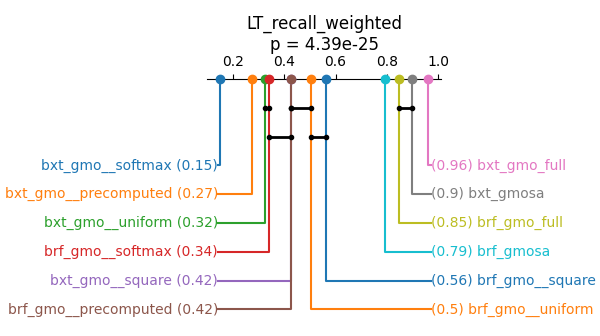 LT_recall_weighted
p = 4.39e-25
0.2 0.4 0.6 0.8 1.0
bxt_gmo__softmax (0.15) (0.96) bxt_gmo_full
bxt_gmo__precomputed (0.27) (0.9) bxt_gmosa
bxt_gmo__uniform (0.32) (0.85) brf_gmo_full
brf_gmo__softmax (0.34) (0.79) brf_gmosa
bxt_gmo__square (0.42) (0.56) brf_gmo__square
brf_gmo__precomputed (0.42) (0.5) brf_gmo__uniform